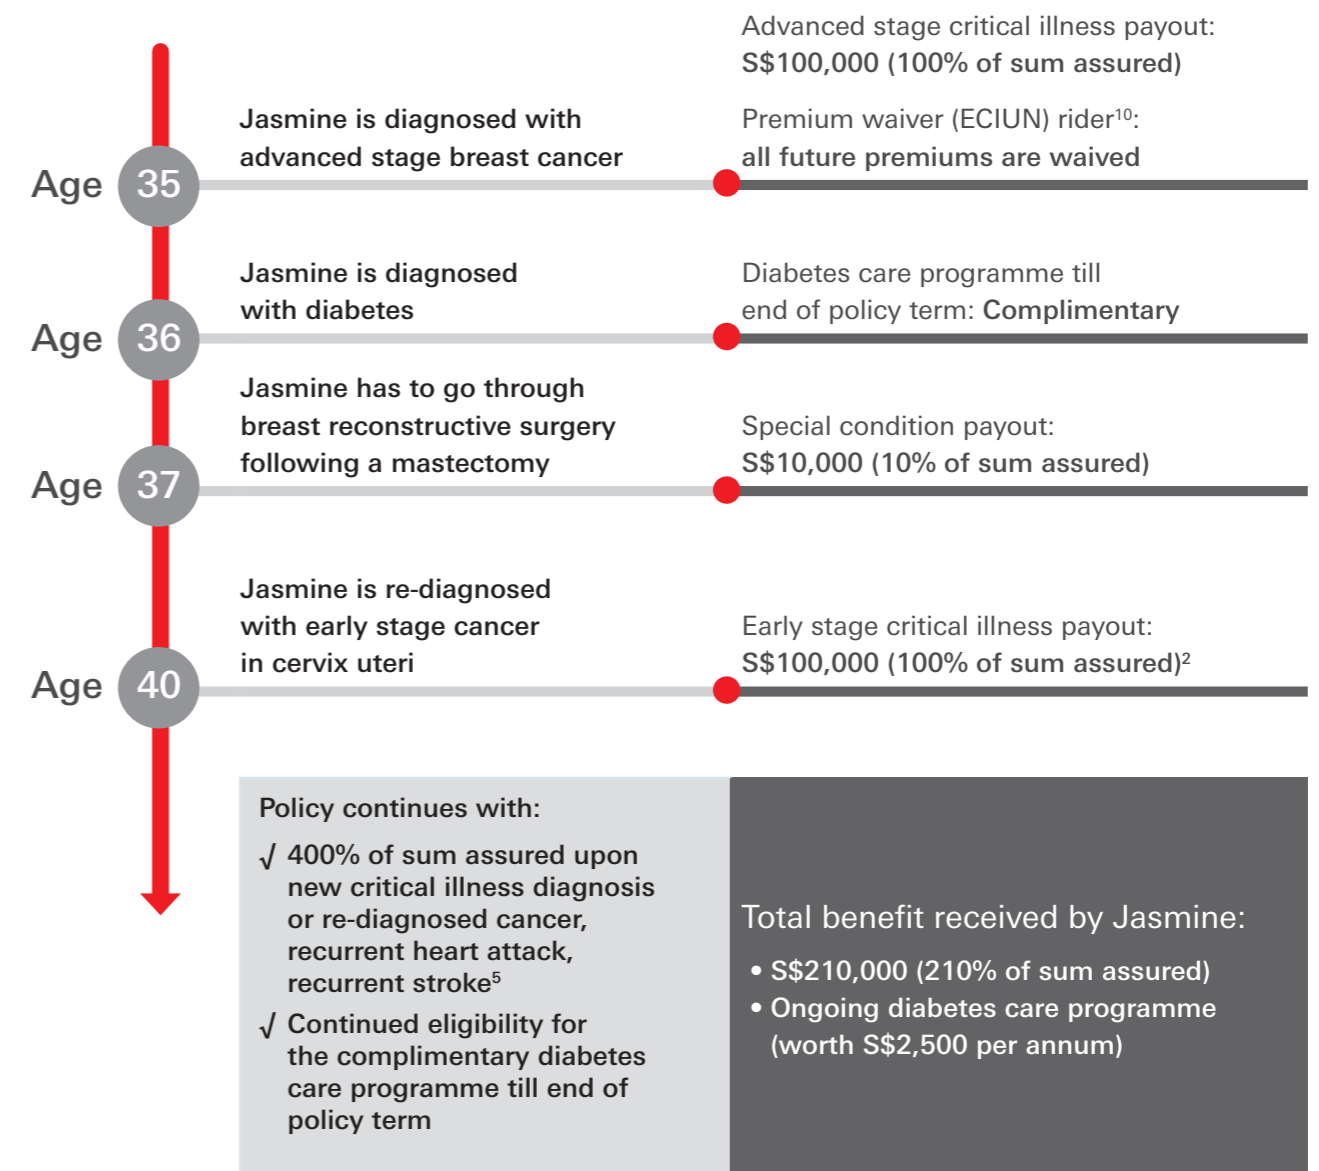 Advanced stage critical illness payout:
S$100,000 (100% of sum assured)
Jasmine is diagnosed with
advanced stage breast cancer
Premium waiver (ECIUN) rider¹⁰:
all future premiums are waived
Age 35
Jasmine is diagnosed
with diabetes
Diabetes care programme till
end of policy term: Complimentary
Age 36
Jasmine has to go through
breast reconstructive surgery
following a mastectomy
Special condition payout:
S$10,000 (10% of sum assured)
Age 37
Jasmine is re-diagnosed
with early stage cancer
in cervix uteri
Early stage critical illness payout:
S$100,000 (100% of sum assured)²
Age 40
Policy continues with:
√ 400% of sum assured upon
new critical illness diagnosis
or re-diagnosed cancer,
recurrent heart attack,
recurrent stroke⁵
√ Continued eligibility for
the complimentary diabetes
care programme till end of
policy term
Total benefit received by Jasmine:
• S$210,000 (210% of sum assured)
• Ongoing diabetes care programme
(worth S$2,500 per annum)